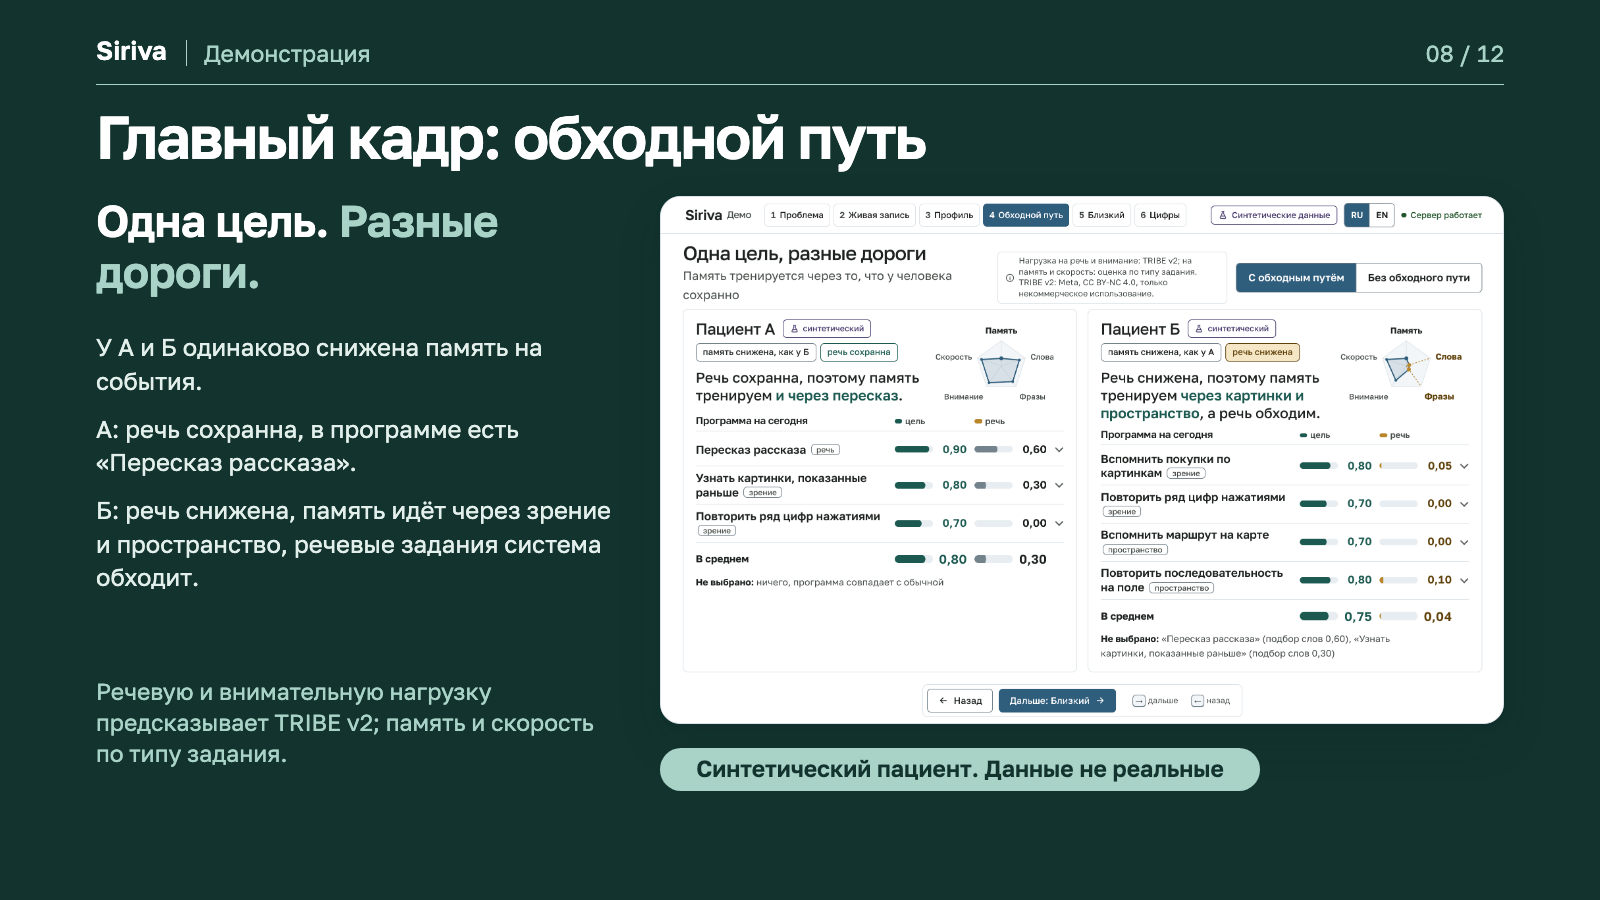 Siriva
Демонстрация
08 / 12
Главный кадр: обходной путь
Одна цель. Разные
дороги.
У А и Б одинаково снижена память на
события.
А: речь сохранна, в программе есть
«Пересказ рассказа».
Б: речь снижена, память идёт через зрение
и пространство, речевые задания система
обходит.
Речевую и внимательную нагрузку
предсказывает TRIBE v2; память и скорость
по типу задания.
Siriva Демо
1 Проблема
2 Живая запись
3 Профиль
4 Обходной путь
5 Близкий
6 Цифры
Синтетические данные
RU EN
Сервер работает
Одна цель, разные дороги
Память тренируется через то, что у человека
сохранно
Нагрузка на речь и внимание: TRIBE v2; на
память и скорость: оценка по типу задания.
TRIBE v2: Meta, CC BY-NC 4.0, только
некоммерческое использование.
С обходным путём
Без обходного пути
Пациент А синтетический
память снижена, как у Б речь сохранна
Речь сохранна, поэтому память
тренируем и через пересказ.
Память
Скорость Слова
Внимание Фразы
Программа на сегодня цель речь
Пересказ рассказа речь 0,90 0,60
Узнать картинки, показанные
раньше зрение 0,80 0,30
Повторить ряд цифр нажатиями
зрение 0,70 0,00
В среднем 0,80 0,30
Не выбрано: ничего, программа совпадает с обычной
Пациент Б синтетический
память снижена, как у А речь снижена
Речь снижена, поэтому память
тренируем через картинки и
пространство, а речь обходим.
Память
Скорость Слова
Внимание Фразы
Программа на сегодня цель речь
Вспомнить покупки по
картинкам зрение 0,80 0,05
Повторить ряд цифр нажатиями
зрение 0,70 0,00
Вспомнить маршрут на карте
пространство 0,70 0,00
Повторить последовательность
на поле пространство 0,80 0,10
В среднем 0,75 0,04
Не выбрано: «Пересказ рассказа» (подбор слов 0,60), «Узнать
картинки, показанные раньше» (подбор слов 0,30)
← Назад
Дальше: Близкий →
→ дальше ← назад
Синтетический пациент. Данные не реальные